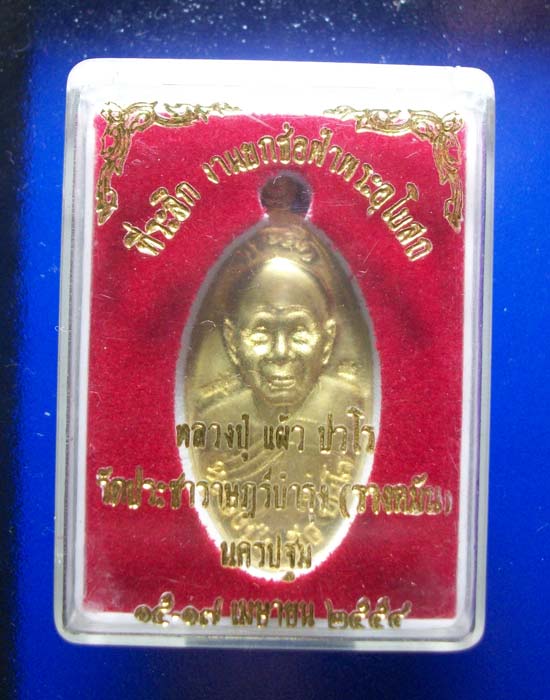 ที่ระลึก งานยกช่อฟ้าพระอุโบสถ
หลวงปู่ แผ้ว ปวโร
วัดประชาราษฎร์บำรุง (รางหมัน)
นครปฐม
๑๕-๑๗ เมษายน ๒๕๕๔